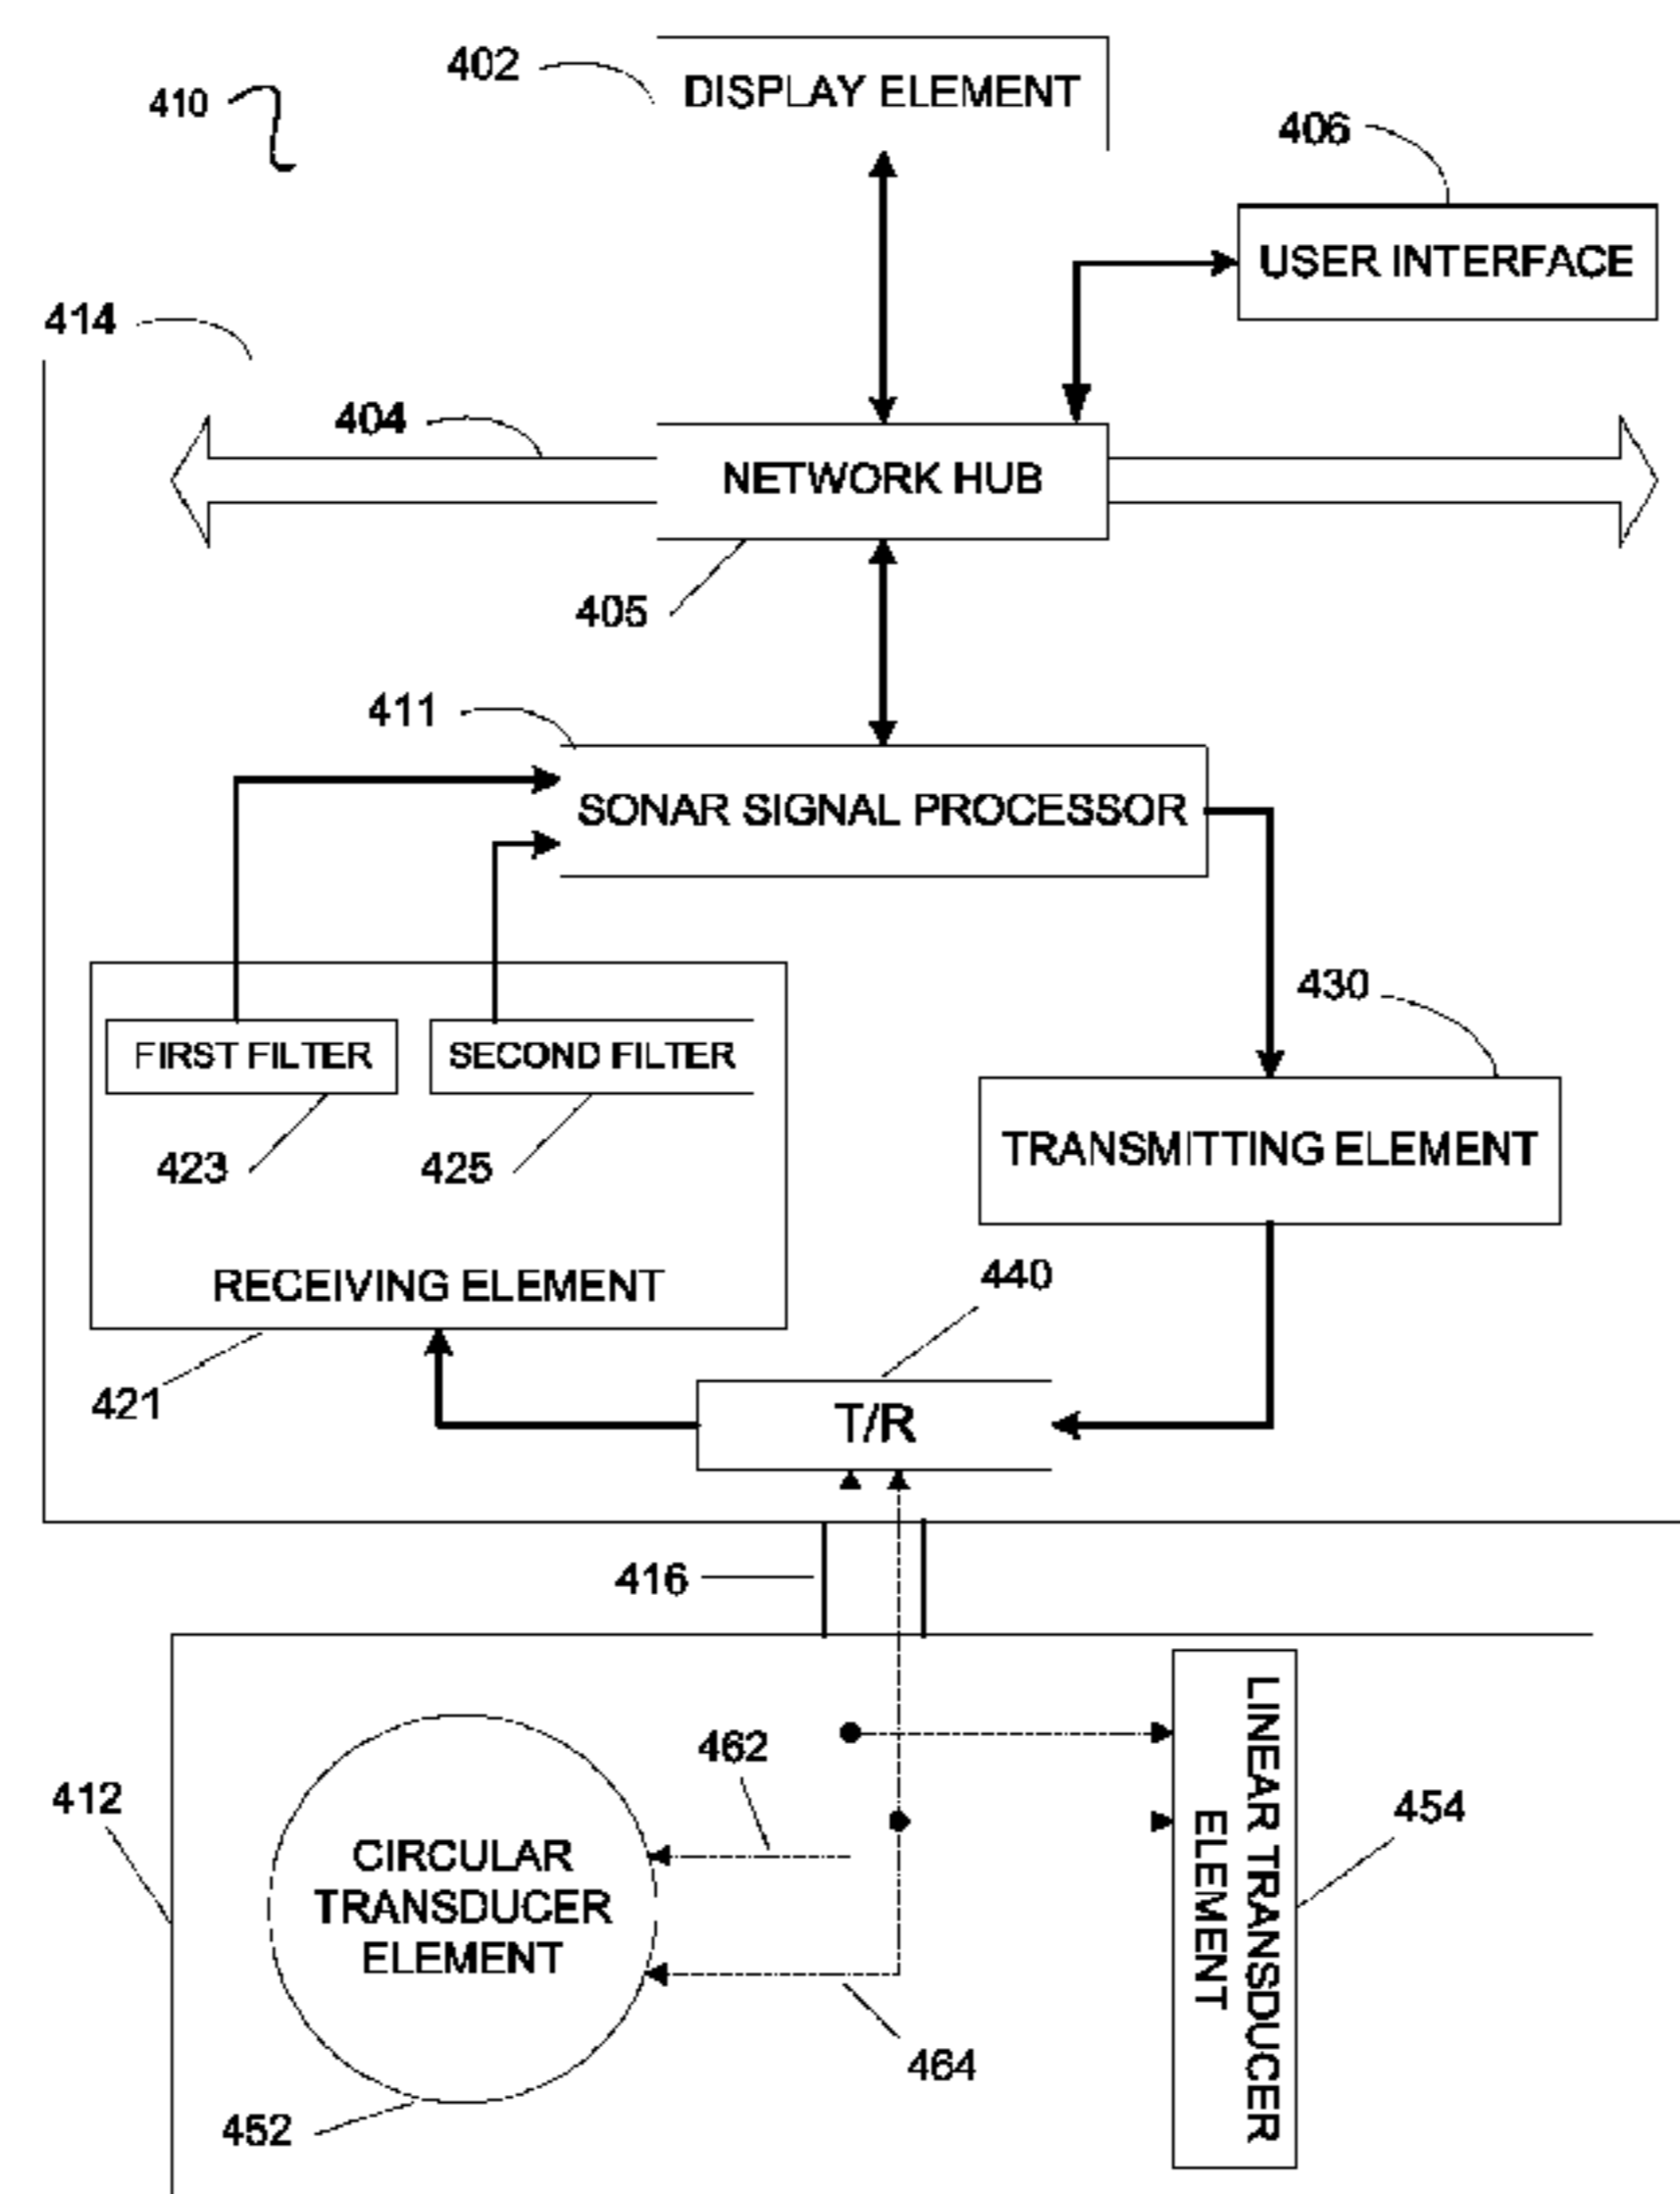 402
DISPLAY ELEMENT
410
406
USER INTERFACE
414
404
NETWORK HUB
405
411
SONAR SIGNAL PROCESSOR
430
FIRST FILTER
SECOND FILTER
423
425
TRANSMITTING ELEMENT
RECEIVING ELEMENT
440
421
T/R
416
462
412
CIRCULAR
TRANSDUCER
ELEMENT
LINEAR TRANSDUCER
ELEMENT
454
464
452